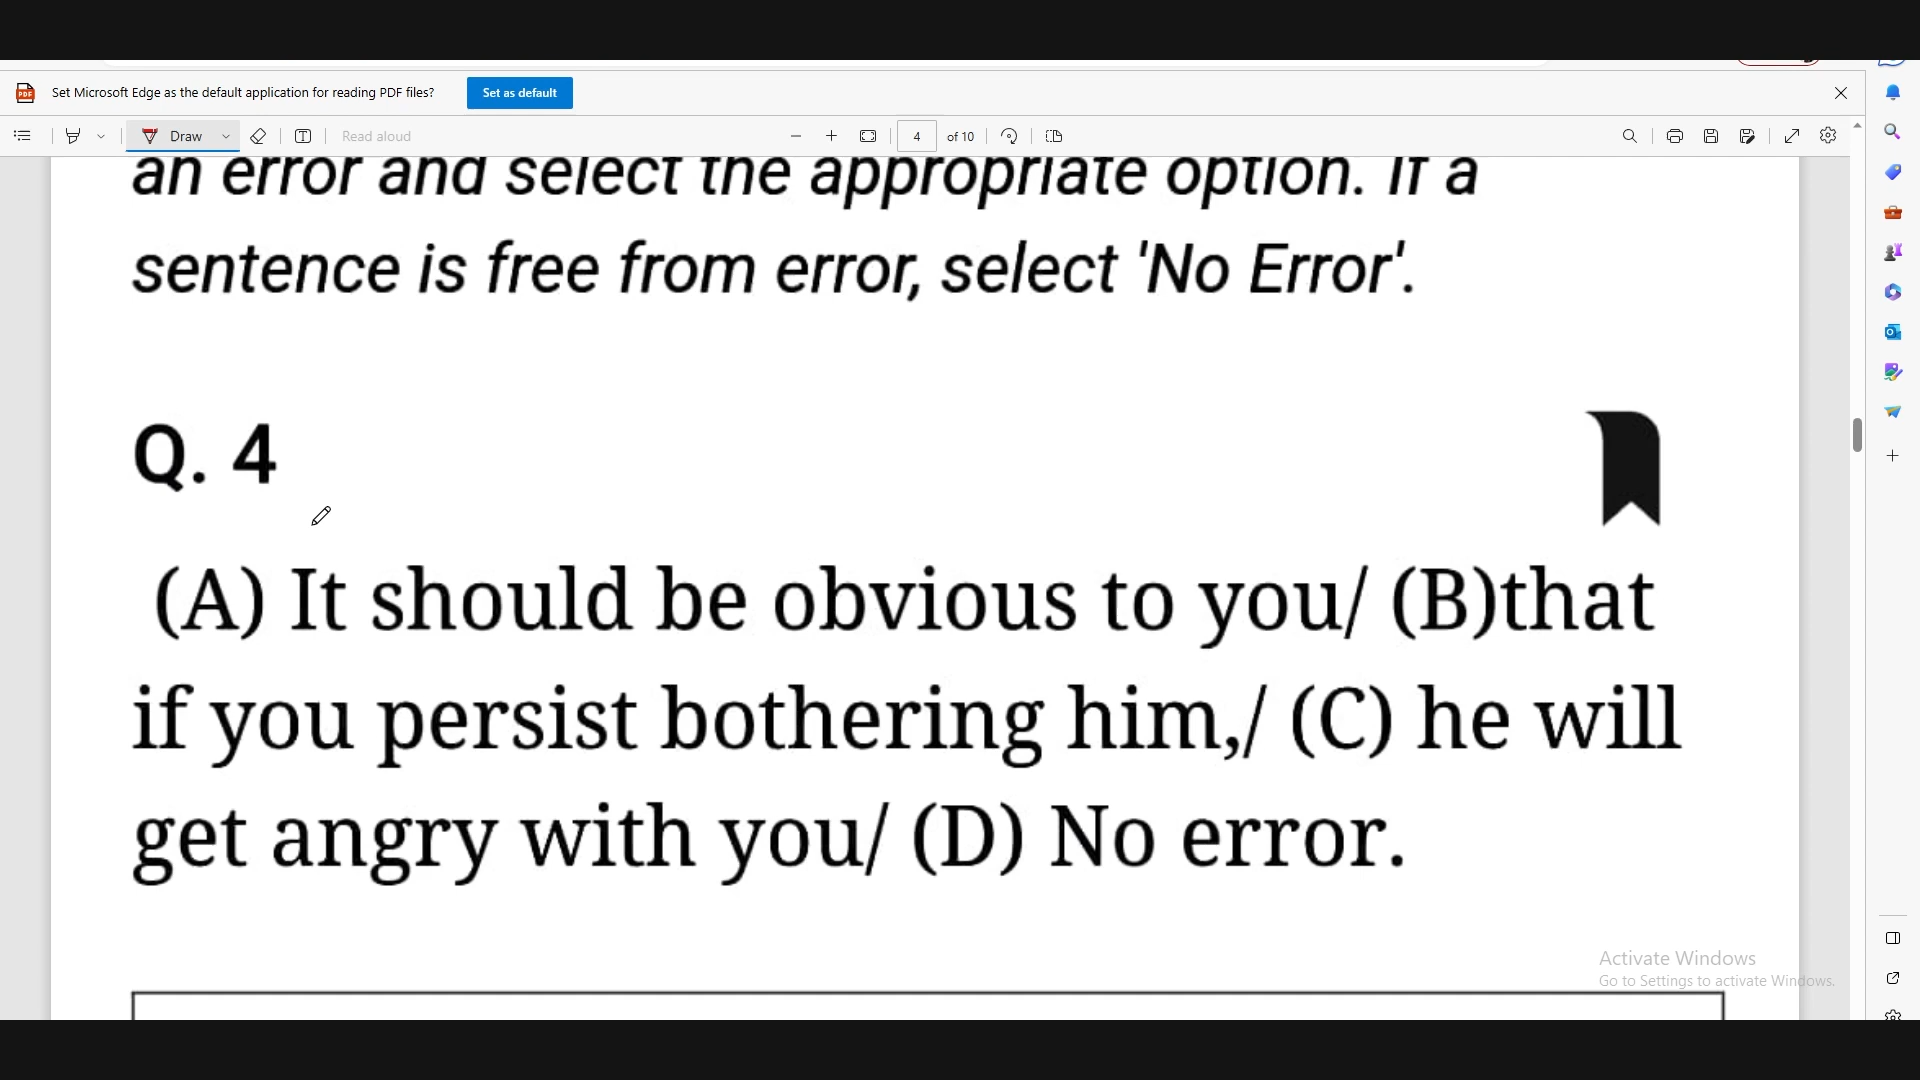 Set Microsoft Edge as the default application for reading PDF files?
Set as default
Draw
Read aloud
4
of 10
an error and select the appropriate option. If a
sentence is free from error, select 'No Error'.
Q. 4
(A) It should be obvious to you/ (B)that
if you persist bothering him,/ (C) he will
get angry with you/ (D) No error.
Activate Windows
Go to Settings to activate Windows.